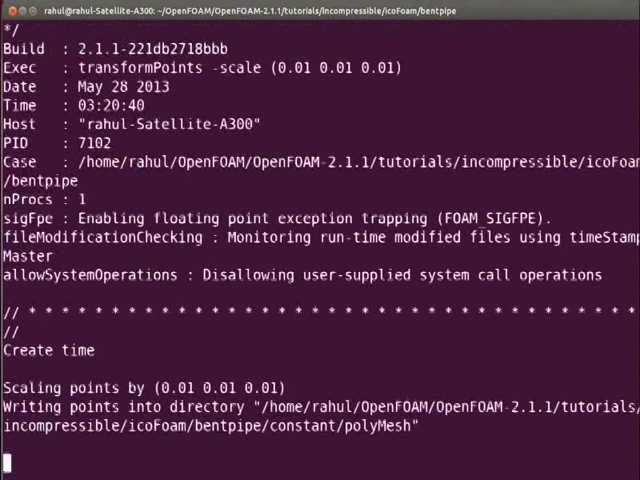 rahul@rahul-Satellite-A300: ~/OpenFOAM/OpenFOAM-2.1.1/tutorials/incompressible/icoFoam/bentpipe
*/
Build  : 2.1.1-221db2718bbb
Exec   : transformPoints -scale (0.01 0.01 0.01)
Date   : May 28 2013
Time   : 03:20:40
Host   : "rahul-Satellite-A300"
PID    : 7102
Case   : /home/rahul/OpenFOAM/OpenFOAM-2.1.1/tutorials/incompressible/icoFoam
/bentpipe
nProcs : 1
sigFpe : Enabling floating point exception trapping (FOAM_SIGFPE).
fileModificationChecking : Monitoring run-time modified files using timeStamp
Master
allowSystemOperations : Disallowing user-supplied system call operations
// * * * * * * * * * * * * * * * * * * * * * * * * * * * * * * * * * * * * *
//
Create time
Scaling points by (0.01 0.01 0.01)
Writing points into directory "/home/rahul/OpenFOAM/OpenFOAM-2.1.1/tutorials/
incompressible/icoFoam/bentpipe/constant/polyMesh"